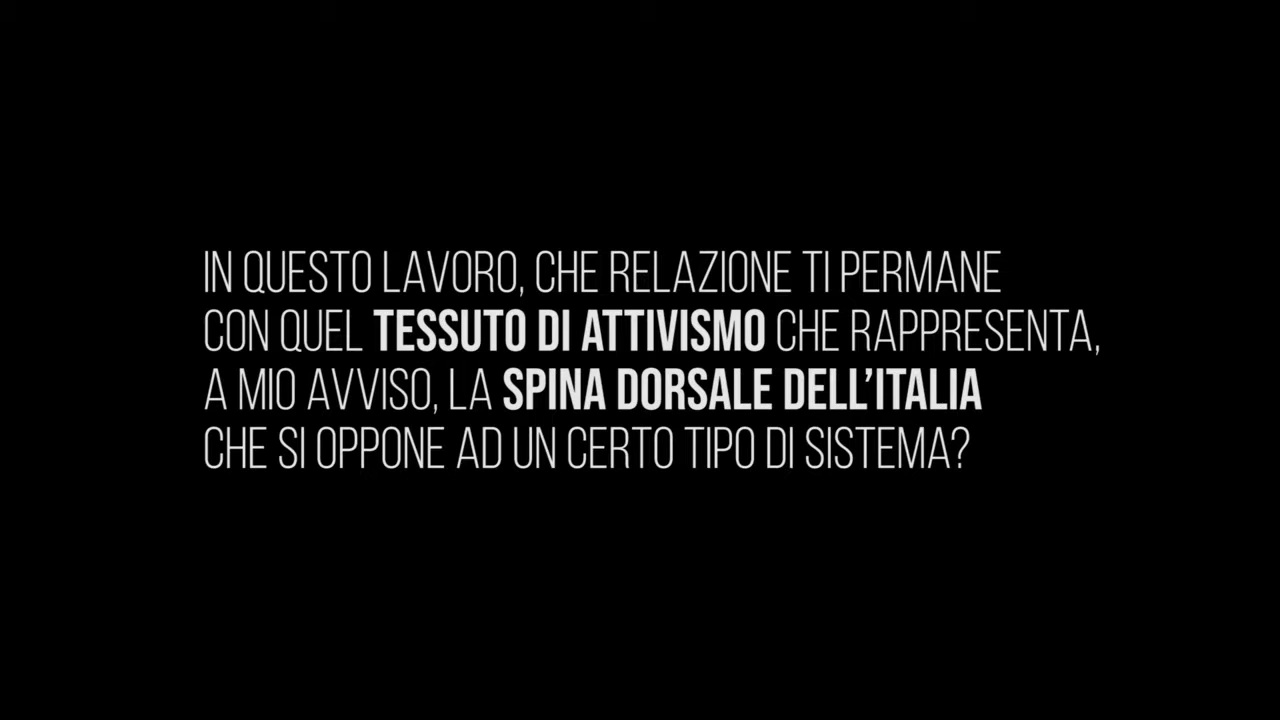 IN QUESTO LAVORO, CHE RELAZIONE TI PERMANE
CON QUEL TESSUTO DI ATTIVISMO CHE RAPPRESENTA,
A MIO AVVISO, LA SPINA DORSALE DELL’ITALIA
CHE SI OPPONE AD UN CERTO TIPO DI SISTEMA?